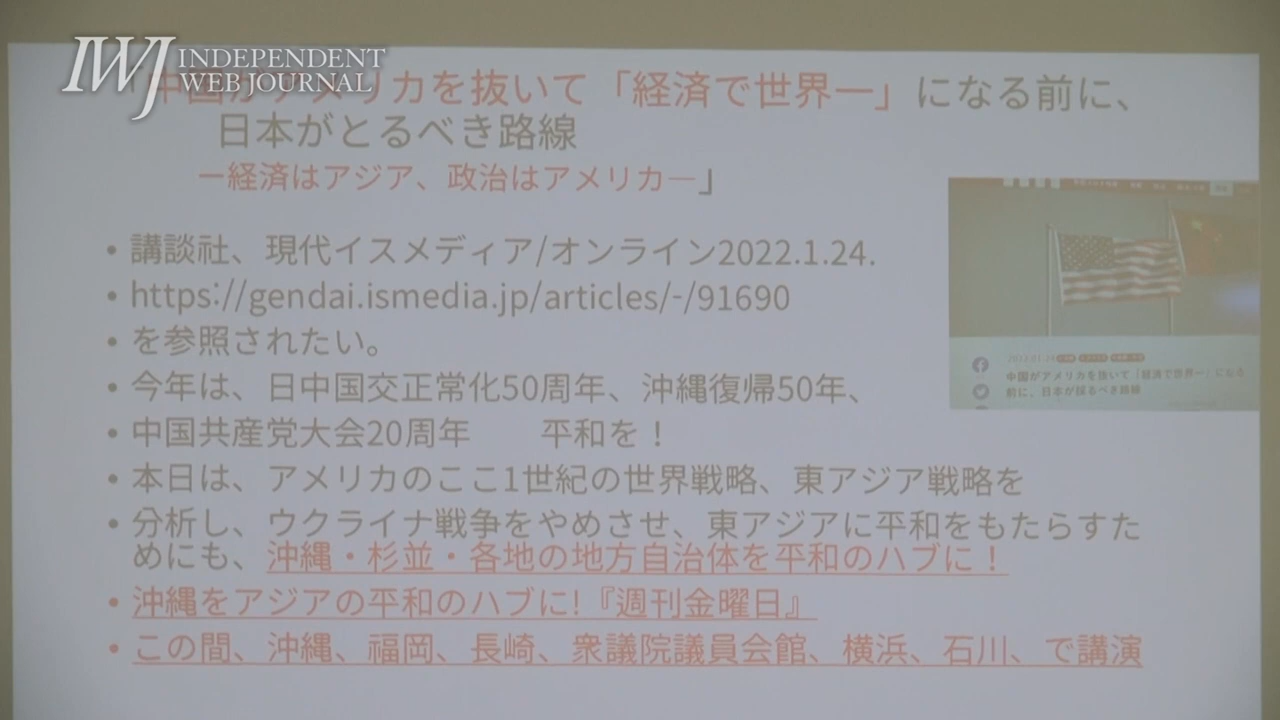 IWJ INDEPENDENT
WEB JOURNAL
「中国がアメリカを抜いて「経済で世界一」になる前に、
日本がとるべき路線
ー経済はアジア、政治はアメリカ―」
• 講談社、現代イスメディア/オンライン2022.1.24.
• https://gendai.ismedia.jp/articles/-/91690
• を参照されたい。
• 今年は、日中国交正常化50周年、沖縄復帰50年、
• 中国共産党大会20周年　　平和を！
• 本日は、アメリカのここ1世紀の世界戦略、東アジア戦略を
• 分析し、ウクライナ戦争をやめさせ、東アジアに平和をもたらすた
めにも、沖縄・杉並・各地の地方自治体を平和のハブに！
• 沖縄をアジアの平和のハブに!『週刊金曜日』
• この間、沖縄、福岡、長崎、衆議院議員会館、横浜、石川、で講演
中国がアメリカを抜いて「経済で世界一」になる
前に、日本が採るべき路線